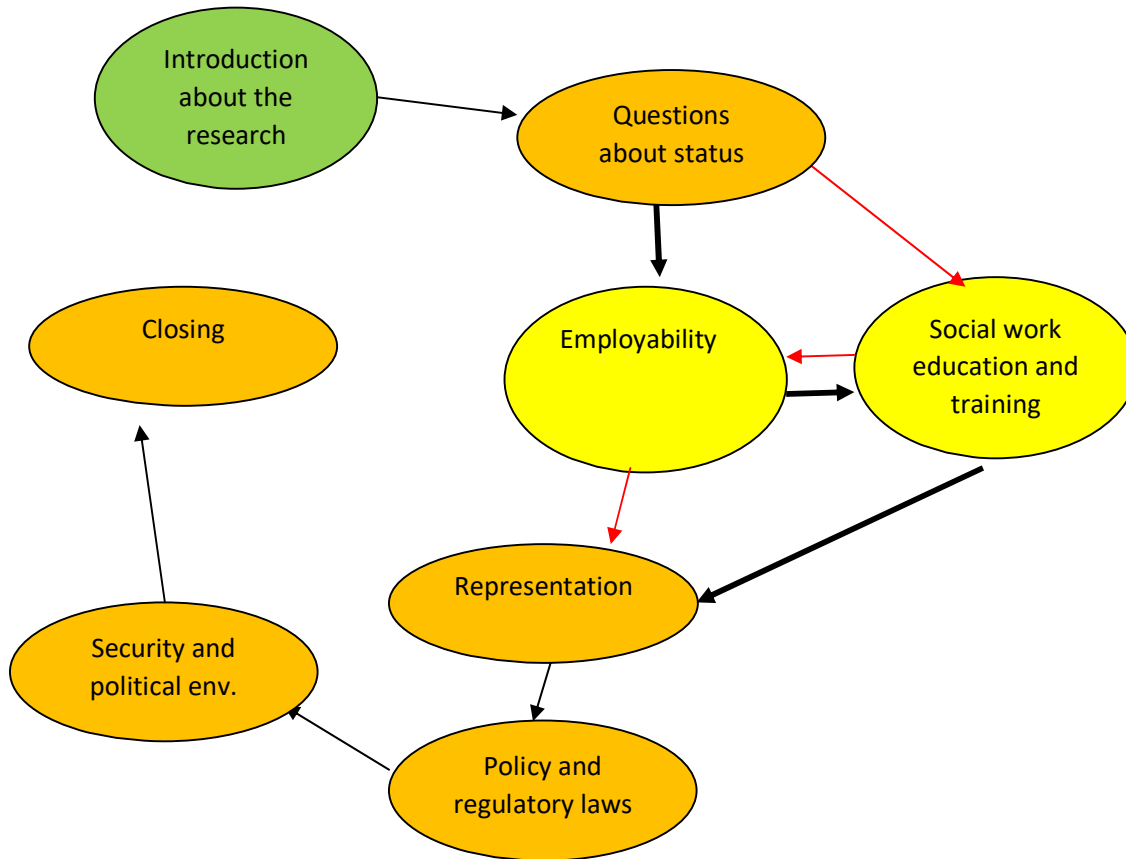 Introduction
about the
research
Questions
about status
Employability
Social work
education and
training
Closing
Representation
Security and
political env.
Policy and
regulatory laws